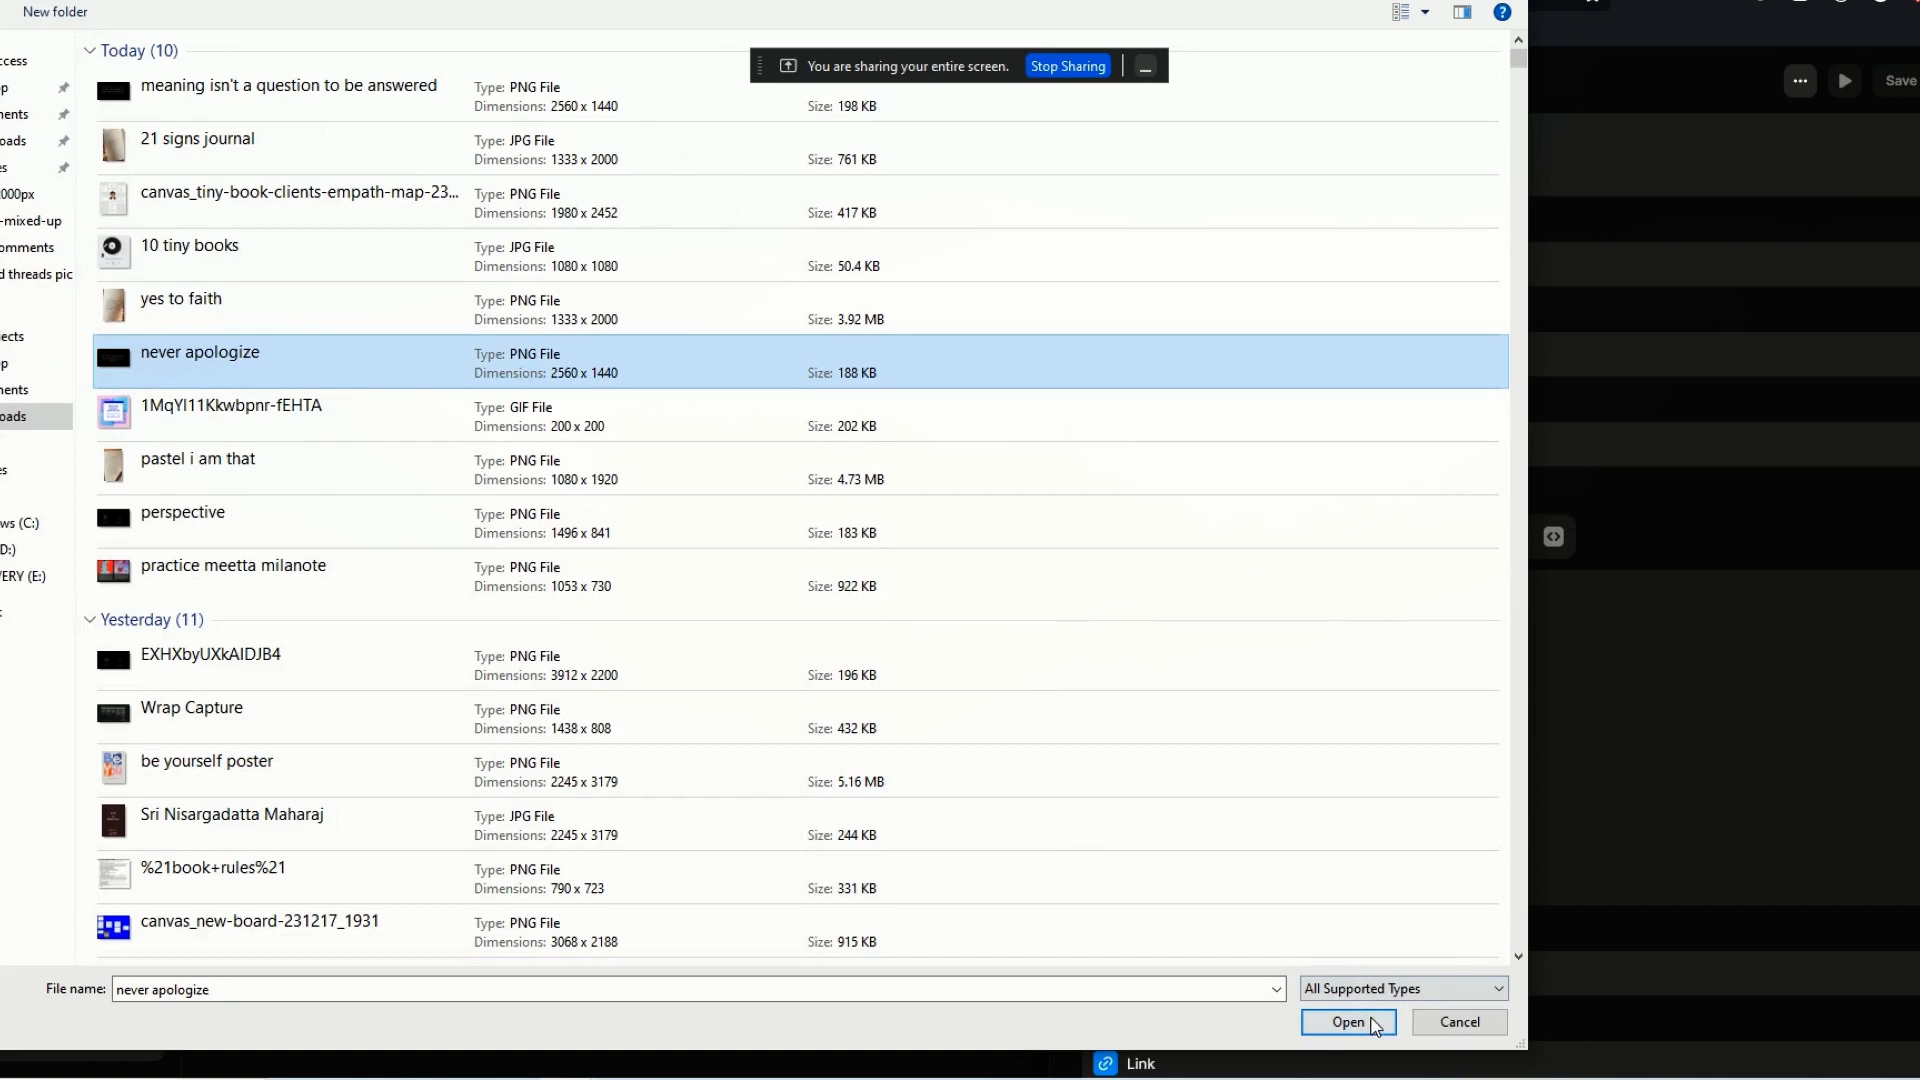 New folder
Today (10)
ccess
p
ments
oads
es
000px
-mixed-up
omments
d threads pic
ects
p
ments
oads
es
ws (C:)
D:)
VERY (E:)
meaning isn't a question to be answered
Type: PNG File
Dimensions: 2560 x 1440
Size: 198 KB
21 signs journal
Type: JPG File
Dimensions: 1333 x 2000
Size: 761 KB
canvas_tiny-book-clients-empath-map-23...
Type: PNG File
Dimensions: 1980 x 2452
Size: 417 KB
10 tiny books
Type: JPG File
Dimensions: 1080 x 1080
Size: 50.4 KB
yes to faith
Type: PNG File
Dimensions: 1333 x 2000
Size: 3.92 MB
never apologize
Type: PNG File
Dimensions: 2560 x 1440
Size: 188 KB
1MqYl11Kkwbpnr-fEHTA
Type: GIF File
Dimensions: 200 x 200
Size: 202 KB
pastel i am that
Type: PNG File
Dimensions: 1080 x 1920
Size: 4.73 MB
perspective
Type: PNG File
Dimensions: 1496 x 841
Size: 183 KB
practice meetta milanote
Type: PNG File
Dimensions: 1053 x 730
Size: 922 KB
Yesterday (11)
EXHXbyUXkAIDJB4
Type: PNG File
Dimensions: 3912 x 2200
Size: 196 KB
Wrap Capture
Type: PNG File
Dimensions: 1438 x 808
Size: 432 KB
be yourself poster
Type: PNG File
Dimensions: 2245 x 3179
Size: 5.16 MB
Sri Nisargadatta Maharaj
Type: JPG File
Dimensions: 2245 x 3179
Size: 244 KB
%21book+rules%21
Type: PNG File
Dimensions: 790 x 723
Size: 331 KB
canvas_new-board-231217_1931
Type: PNG File
Dimensions: 3068 x 2188
Size: 915 KB
You are sharing your entire screen.
Stop Sharing
Save
File name: never apologize
All Supported Types
Open
Cancel
Link